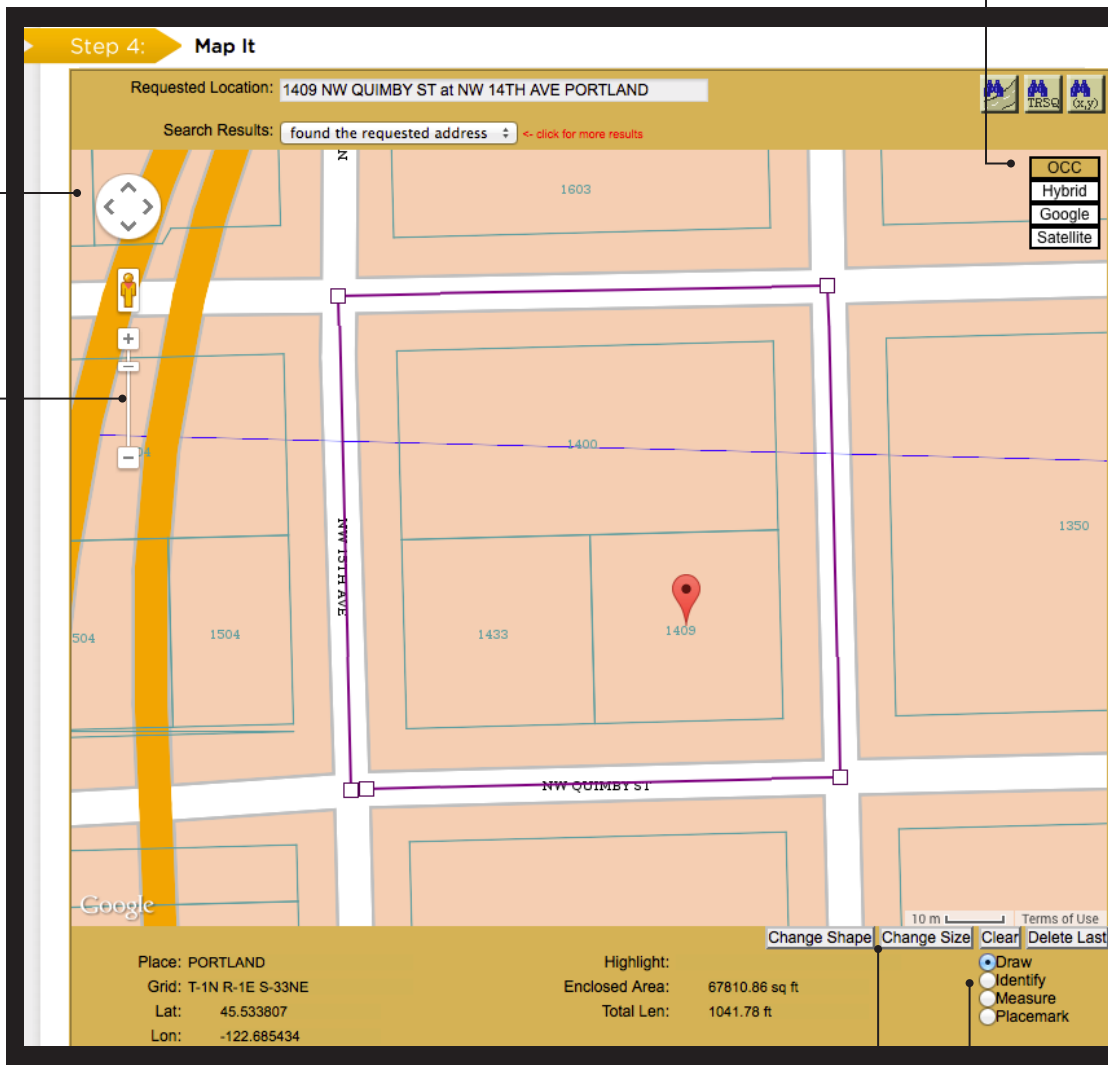 Step 4: Map It
Requested Location: 1409 NW QUIMBY ST at NW 14TH AVE PORTLAND
TRSQ (x,y)
Search Results: found the requested address <- click for more results
N
1603
OCC
Hybrid
Google
Satellite
+
−
04
1400
1350
NW 15TH AVE
504
1504
1433
1409
NW QUIMBY ST
Google
10 m Terms of Use
Change Shape Change Size Clear Delete Last
Place: PORTLAND Highlight: Draw
Grid: T-1N R-1E S-33NE Enclosed Area: 67810.86 sq ft Identify
Lat: 45.533807 Total Len: 1041.78 ft Measure
Lon: -122.685434 Placemark